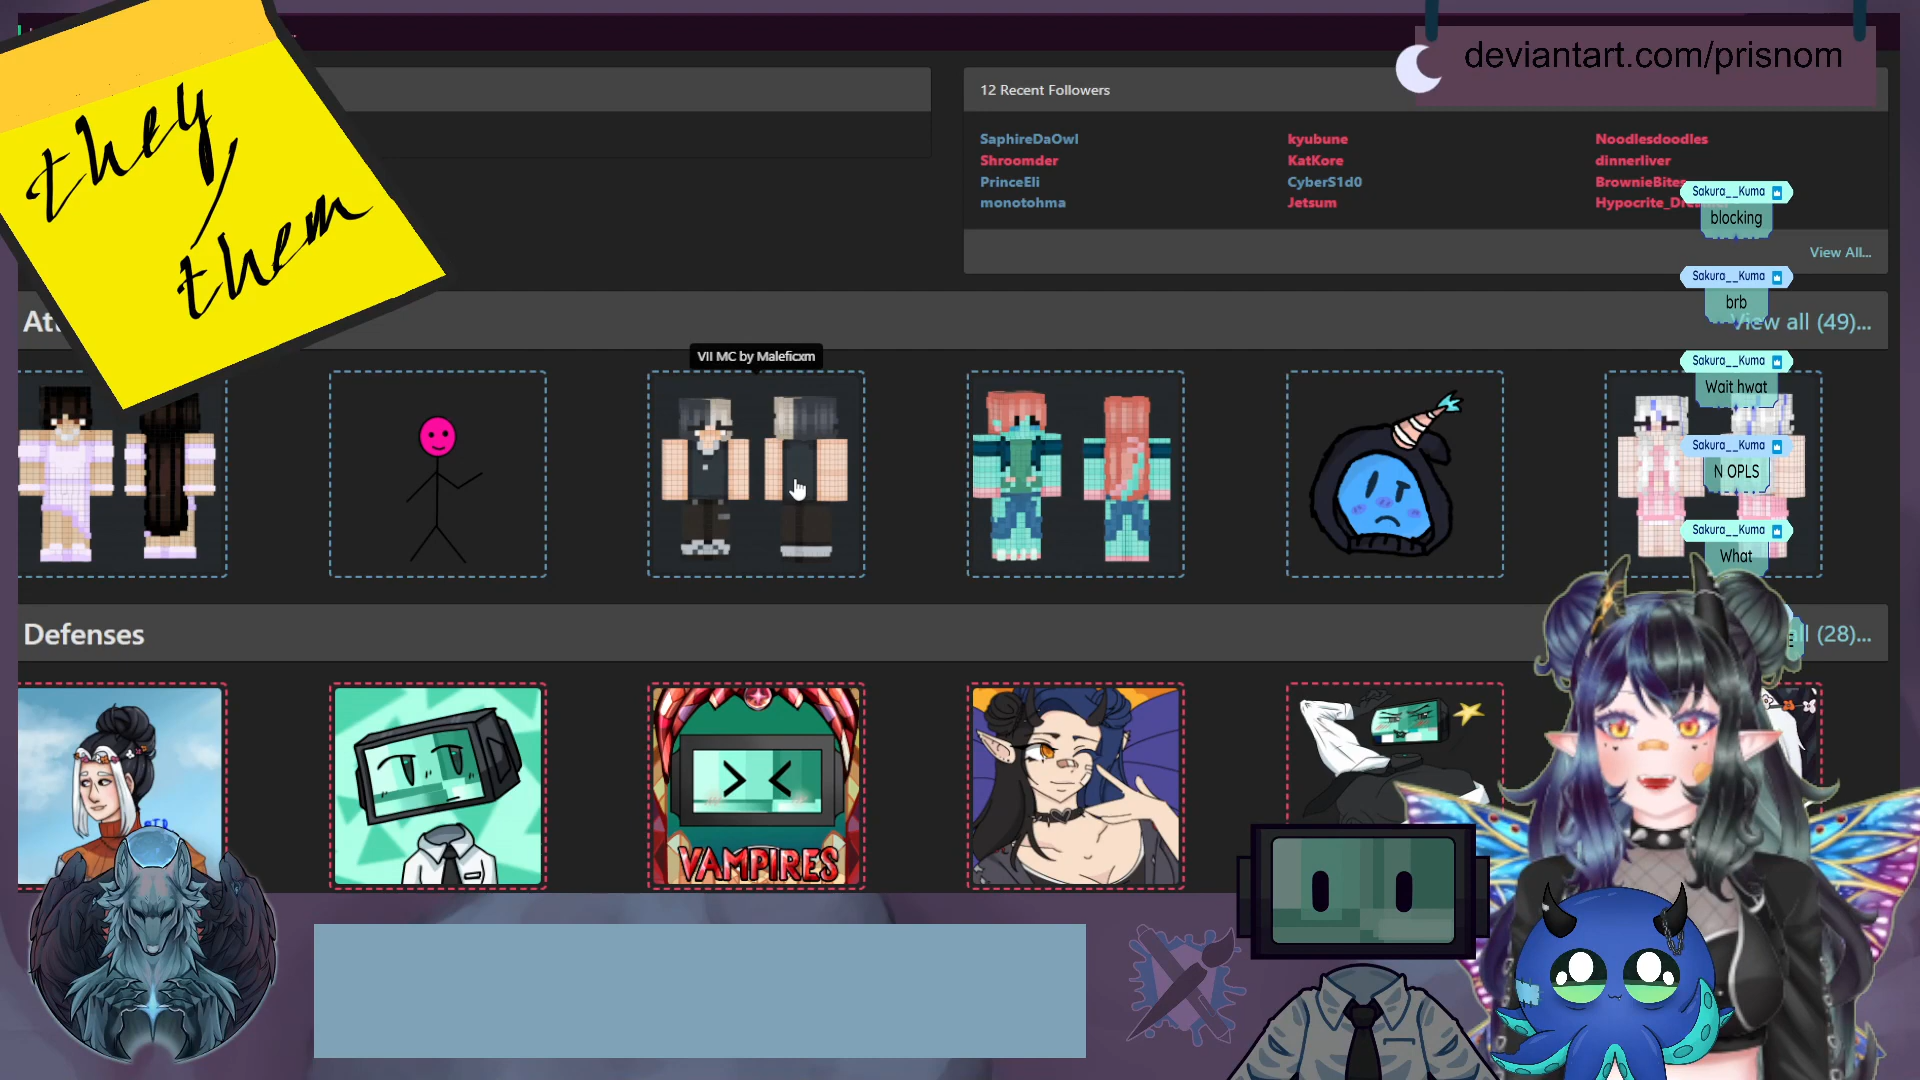 they
/
them
deviantart.com/prisnom
12 Recent Followers
SaphireDaOwl
kyubune
Noodlesdoodles
Shroomder
KatKore
dinnerliver
PrinceEli
CyberS1d0
BrownieBites
monotohma
Jetsum
View All...
Sakura__Kuma
blocking
Sakura__Kuma
brb
View all (49)...
VII MC by Maleficxm
Sakura__Kuma
Wait hwat
Sakura__Kuma
N OPLS
Sakura__Kuma
What
Defenses
(28)...
VAMPIRES